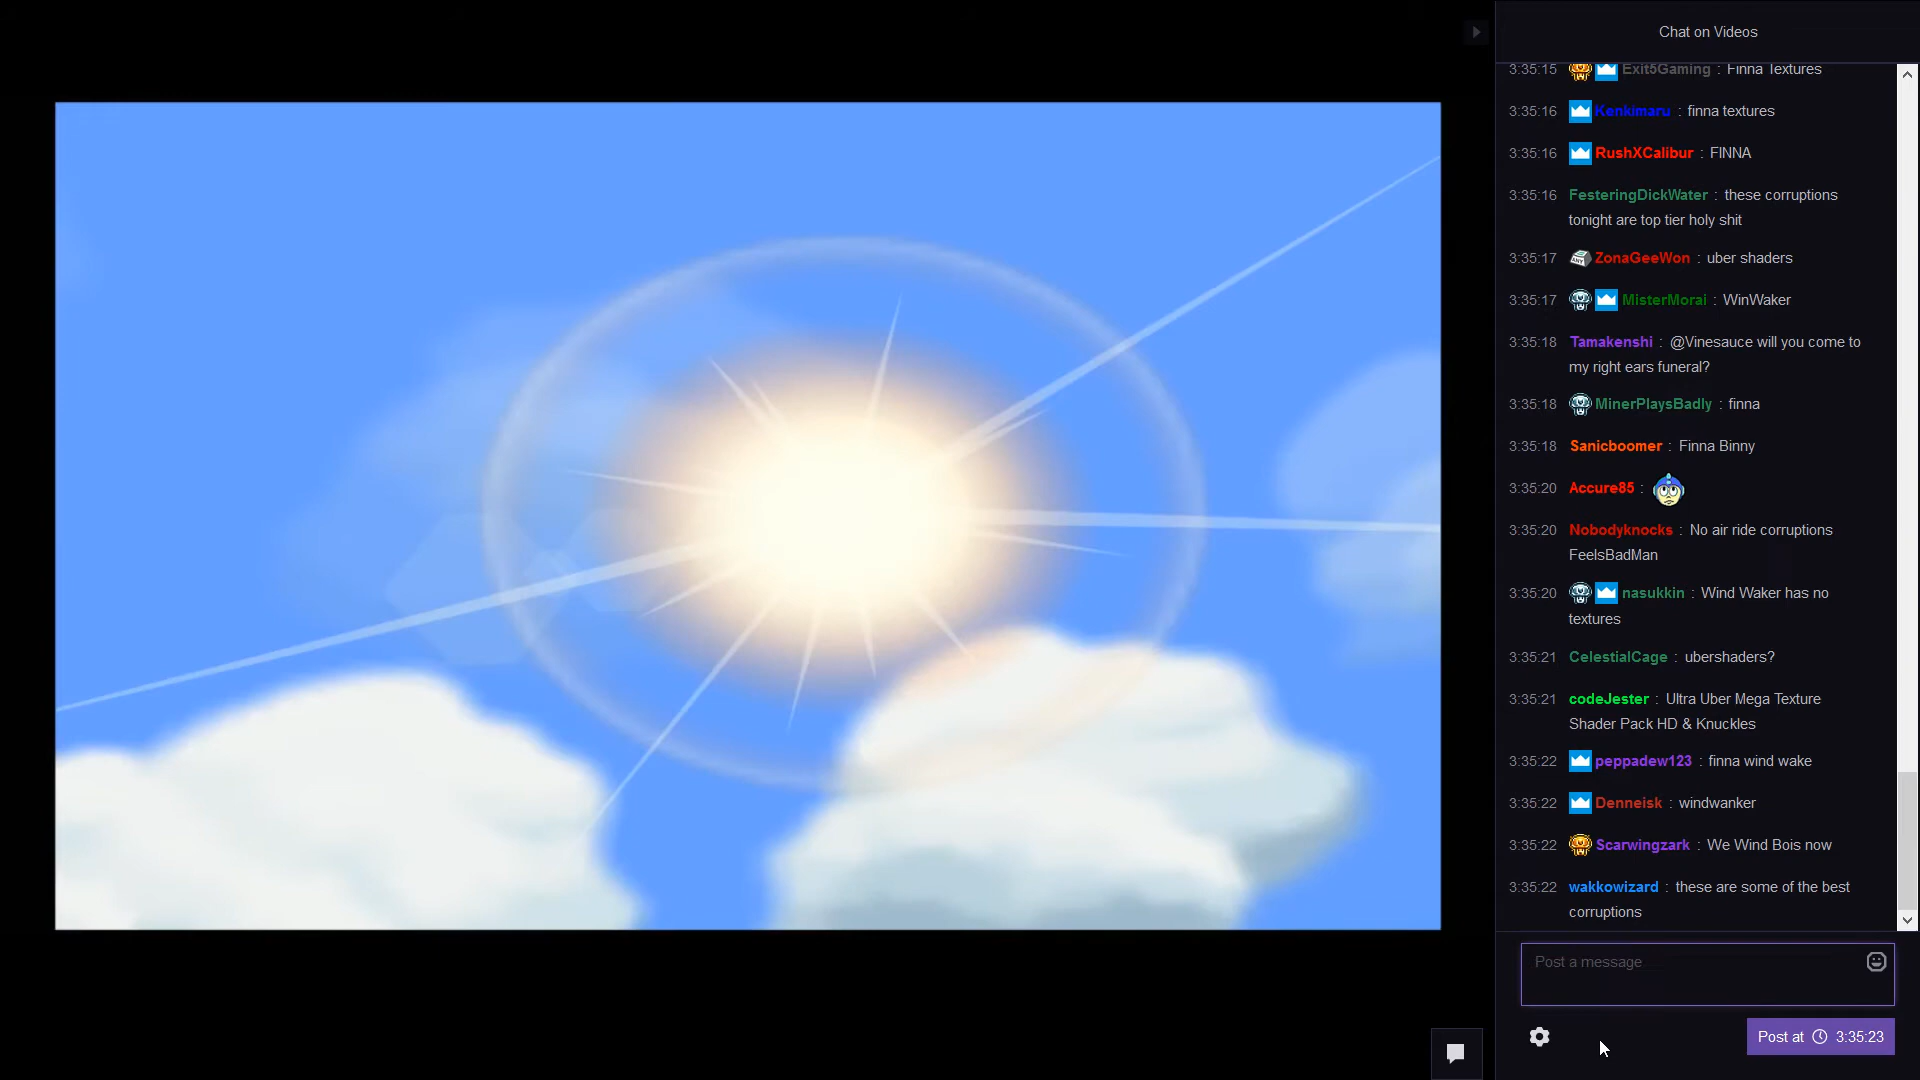 Chat on Videos
3:35:15 Exit5Gaming : Finna Textures
3:35:16 Kenkimaru : finna textures
3:35:16 RushXCalibur : FINNA
3:35:16 FesteringDickWater : these corruptions
tonight are top tier holy shit
3:35:17 ZonaGeeWon : uber shaders
3:35:17 MisterMorai : WinWaker
3:35:18 Tamakenshi : @Vinesauce will you come to
my right ears funeral?
3:35:18 MinerPlaysBadly : finna
3:35:18 Sanicboomer : Finna Binny
3:35:20 Accure85 :
3:35:20 Nobodyknocks : No air ride corruptions
FeelsBadMan
3:35:20 nasukkin : Wind Waker has no
textures
3:35:21 CelestialCage : ubershaders?
3:35:21 codeJester : Ultra Uber Mega Texture
Shader Pack HD & Knuckles
3:35:22 peppadew123 : finna wind wake
3:35:22 Denneisk : windwanker
3:35:22 Scarwingzark : We Wind Bois now
3:35:22 wakkowizard : these are some of the best
corruptions
Post a message
Post at 3:35:23